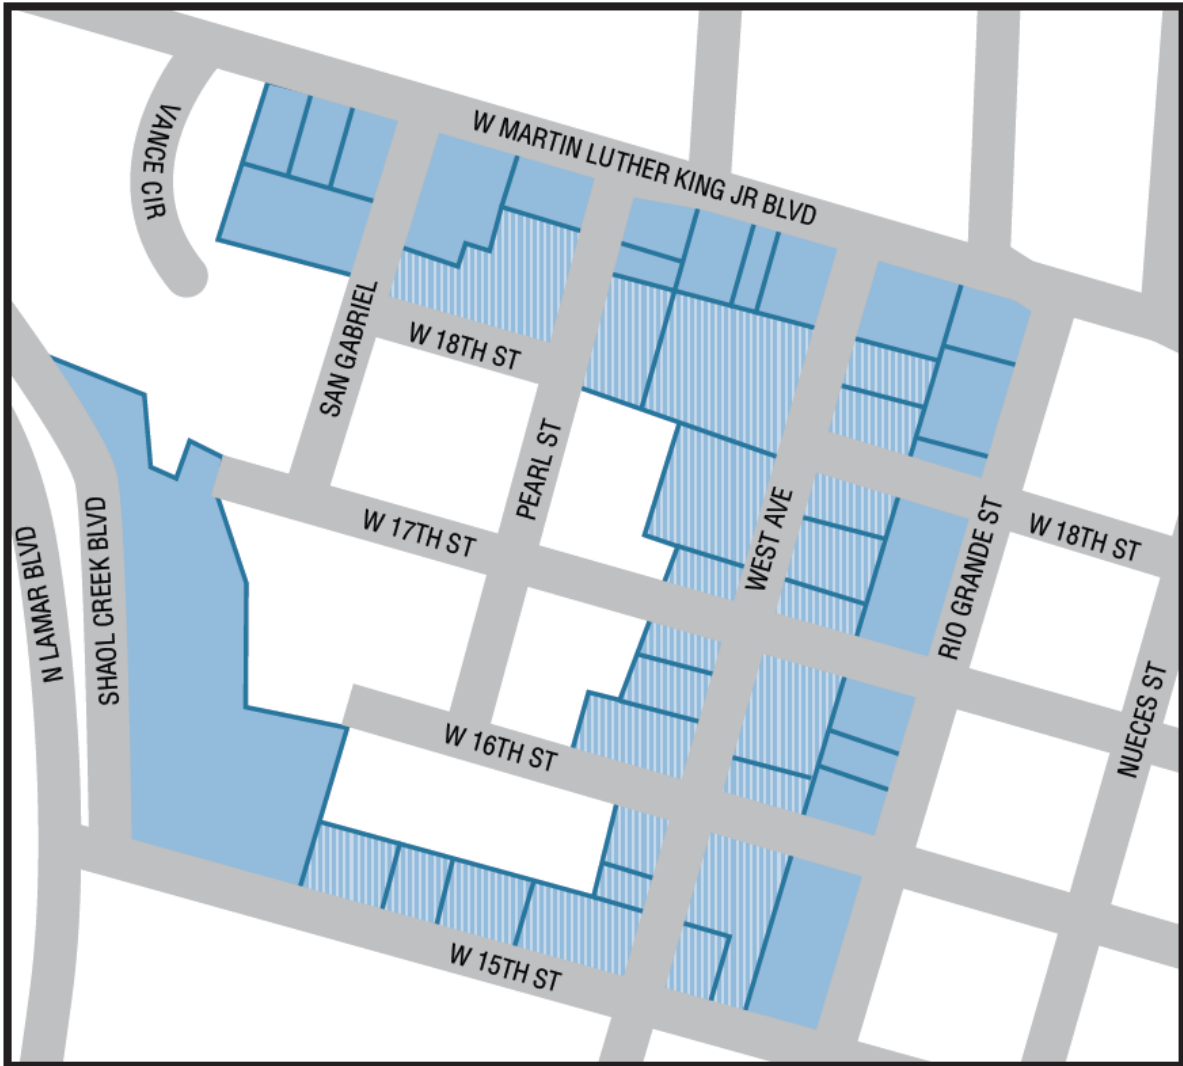 VANCE CIR
W MARTIN LUTHER KING JR BLVD
SAN GABRIEL
W 18TH ST
PEARL ST
W 17TH ST
WEST AVE
RIO GRANDE ST
W 18TH ST
N LAMAR BLVD
SHAOL CREEK BLVD
W 16TH ST
NUECES ST
W 15TH ST